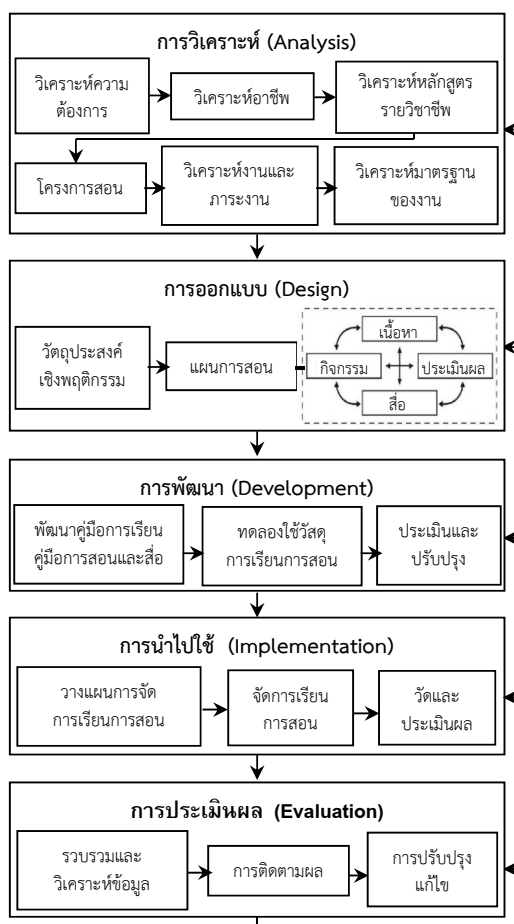 การวิเคราะห์ (Analysis)
วิเคราะห์ความ
ต้องการ
วิเคราะห์อาชีพ
วิเคราะห์หลักสูตร
รายวิชาชีพ
โครงการสอน
วิเคราะห์งานและ
ภาระงาน
วิเคราะห์มาตรฐาน
ของงาน
การออกแบบ (Design)
วัตถุประสงค์
เชิงพฤติกรรม
แผนการสอน
เนื้อหา
กิจกรรม
ประเมินผล
สื่อ
การพัฒนา (Development)
พัฒนาคู่มือการเรียน
คู่มือการสอนและสื่อ
ทดลองใช้วัสดุ
การเรียนการสอน
ประเมินและ
ปรับปรุง
การนำไปใช้ (Implementation)
วางแผนการจัด
การเรียนการสอน
จัดการเรียน
การสอน
วัดและ
ประเมินผล
การประเมินผล (Evaluation)
รวบรวมและ
วิเคราะห์ข้อมูล
การติดตามผล
การปรับปรุง
แก้ไข